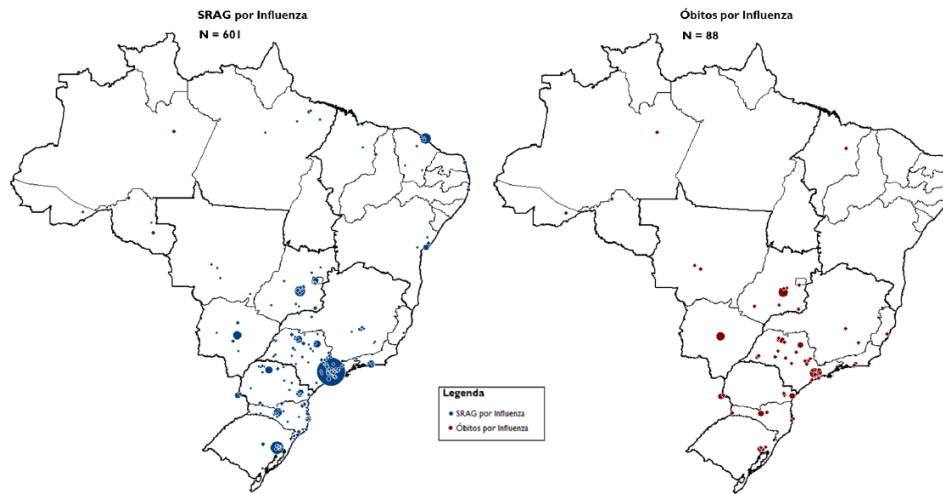 SRAG por Influenza
N = 601
Óbitos por Influenza
N = 88
Legenda
SRAG por Influenza
Óbitos por Influenza